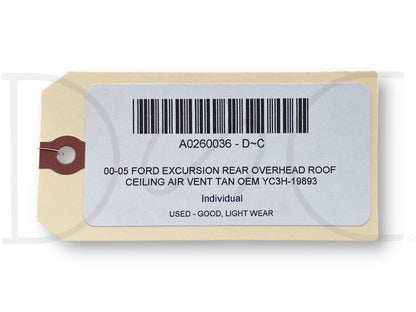 A0260036 - D~C
00-05 FORD EXCURSION REAR OVERHEAD ROOF
CEILING AIR VENT TAN OEM YC3H-19893
Individual
USED - GOOD, LIGHT WEAR